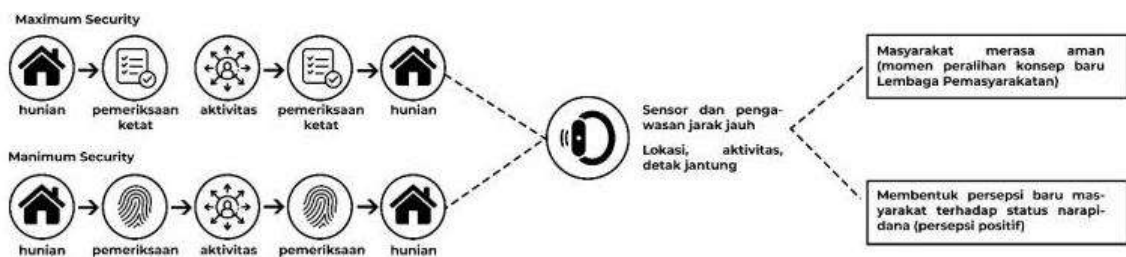 Maximum Security
hunian
pemeriksaan
ketat
aktivitas
pemeriksaan
ketat
hunian
Manimum Security
hunian
pemeriksaan
aktivitas
pemeriksaan
hunian
Sensor dan penga-
wasan jarak jauh
Lokasi, aktivitas,
detak jantung
Masyarakat merasa aman
(momen peralihan konsep baru
Lembaga Pemasyarakatan)
Membentuk persepsi baru mas-
yarakat terhadap status narapi-
dana (persepsi positif)